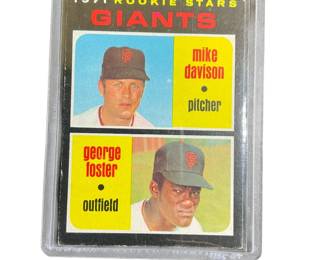 1971 ROOKIE STARS
GIANTS
mike
davison
•
pitcher
george
foster
•
outfield